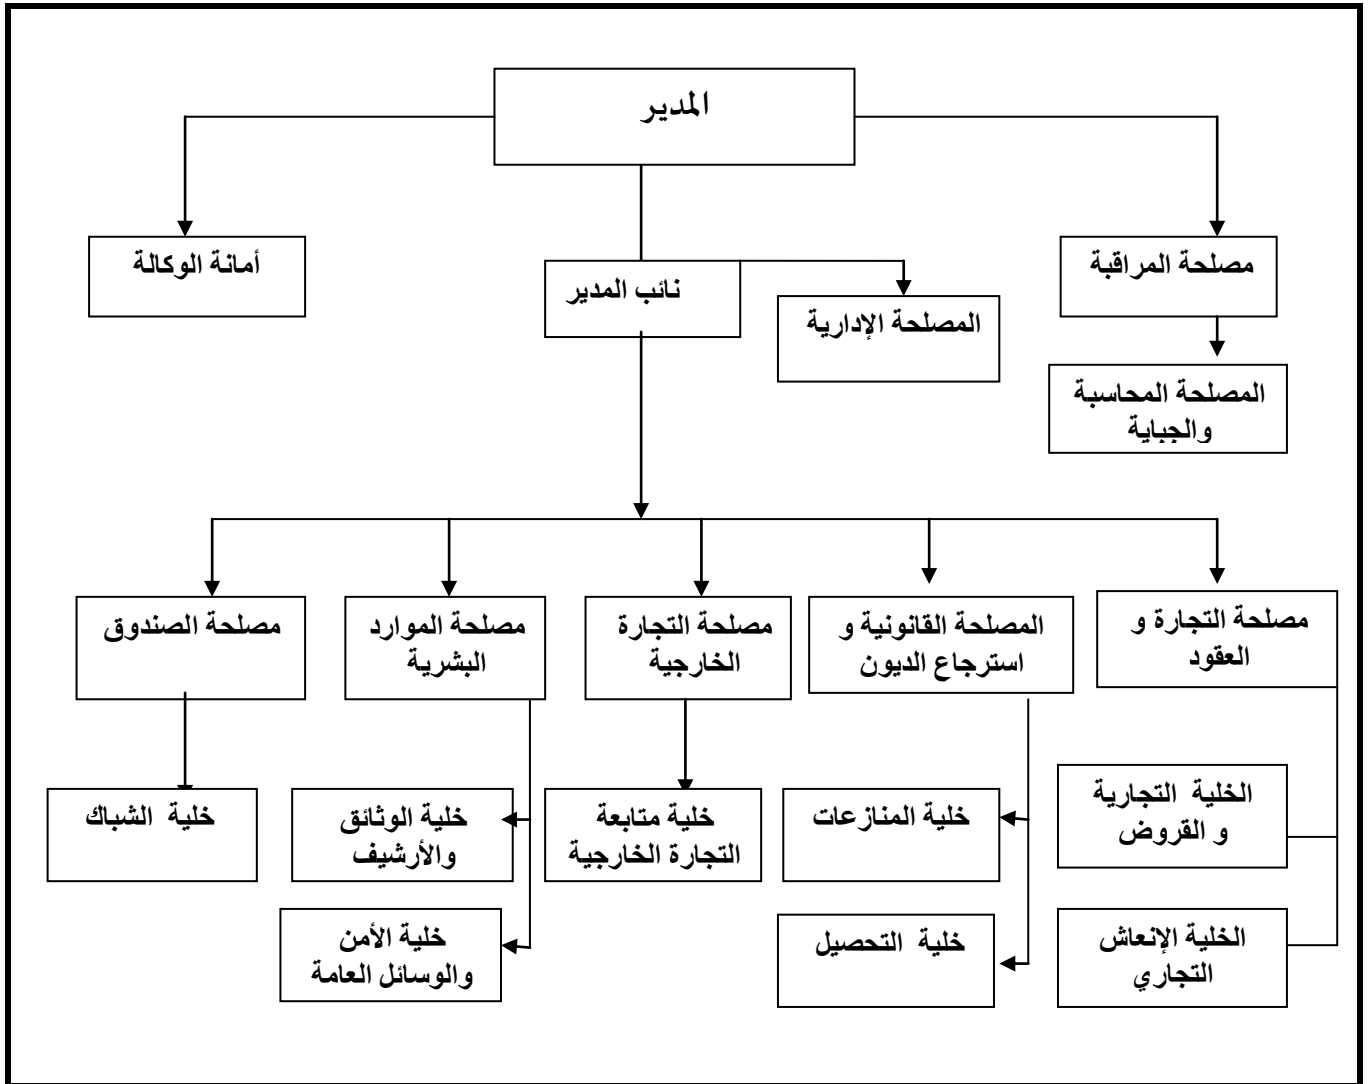 المدير
مصلحة المراقبة
أمانة الوكالة
نائب المدير
المصلحة الإدارية
المصلحة المحاسبة
والجباية
مصلحة التجارة و
العقود
المصلحة القانونية و
استرجاع الديون
مصلحة التجارة
الخارجية
مصلحة الموارد
البشرية
مصلحة الصندوق
الخلية التجارية
و القروض
خلية المنازعات
خلية متابعة
التجارة الخارجية
خلية الوثائق
والأرشيف
خلية الشباك
الخلية الإنعاش
التجاري
خلية التحصيل
خلية الأمن
والوسائل العامة